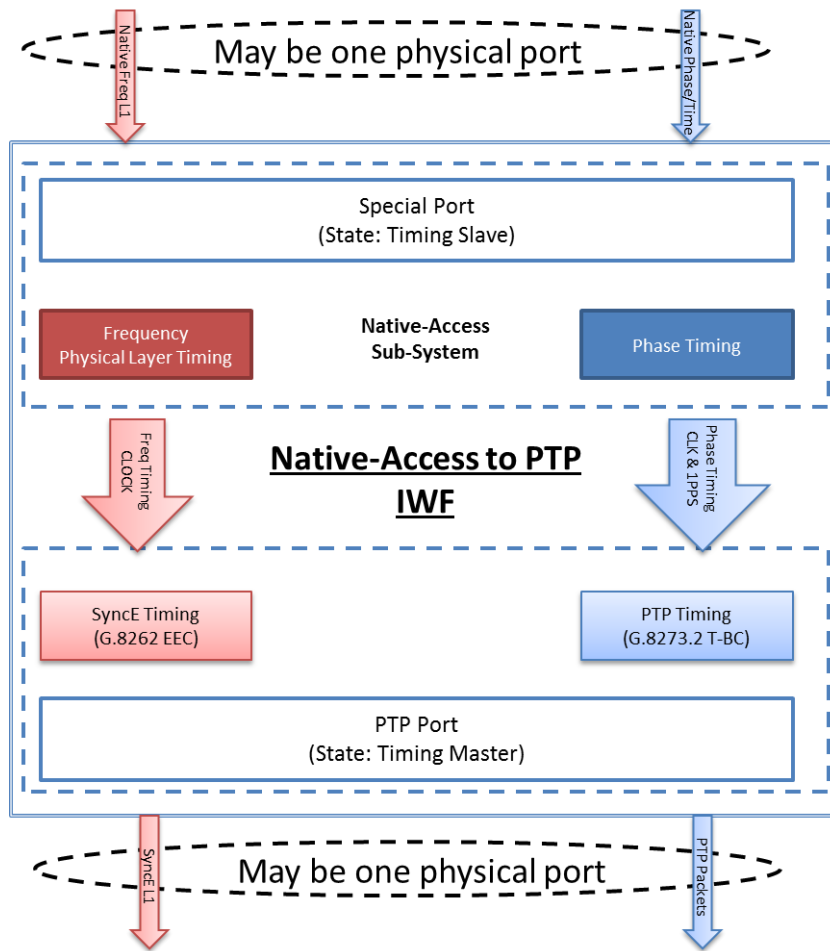 May be one physical port
Native Freq L1
Native Phase/Time
Special Port
(State: Timing Slave)
Frequency
Physical Layer Timing
Native-Access
Sub-System
Phase Timing
Freq Timing
CLOCK
Native-Access to PTP
IWF
Phase Timing
CLK & 1PPS
SyncE Timing
(G.8262 EEC)
PTP Timing
(G.8273.2 T-BC)
PTP Port
(State: Timing Master)
SyncE L1
May be one physical port
PTP Packets